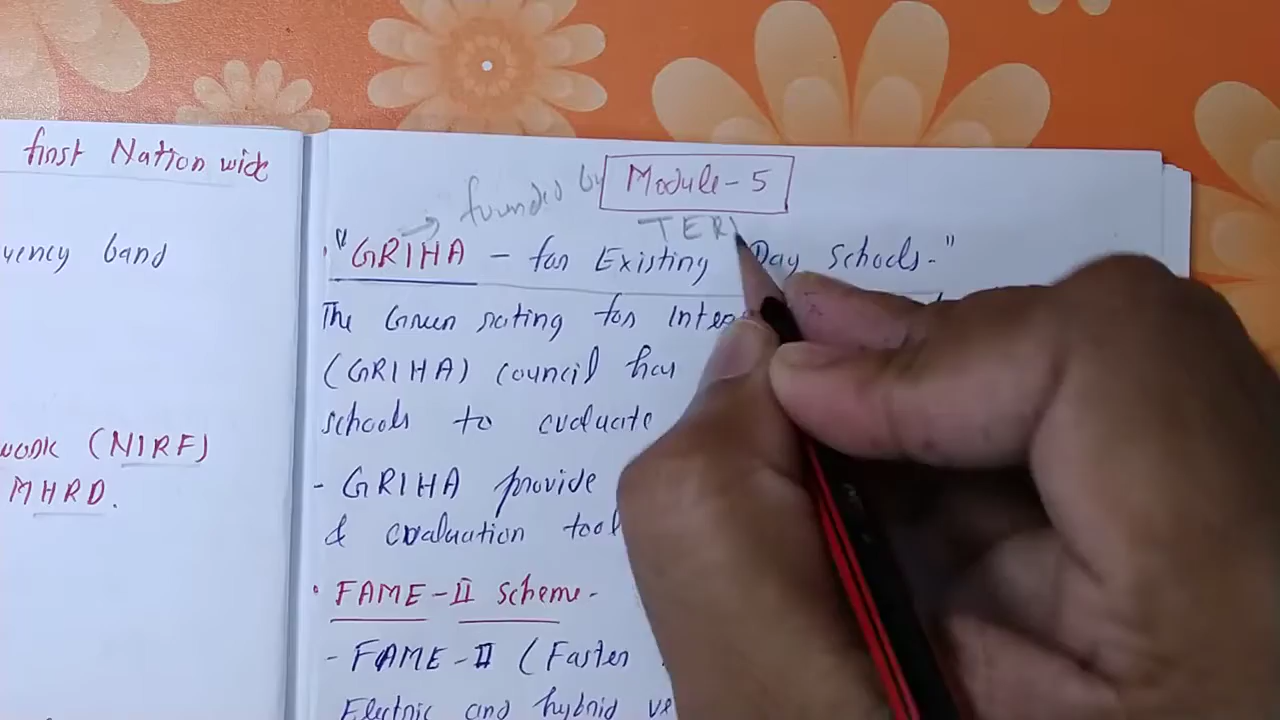 first Nation wide
uency band
work (NIRF)
MHRD.
Module - 5
founded by
TERI
"GRIHA - for Existing Day Schools."
The Green rating for Inte
(GRIHA) council has
schools to evaluate
- GRIHA provide
& evaluation tool
• FAME-II Scheme-
- FAME-II (Faster
Electric and hybrid ve